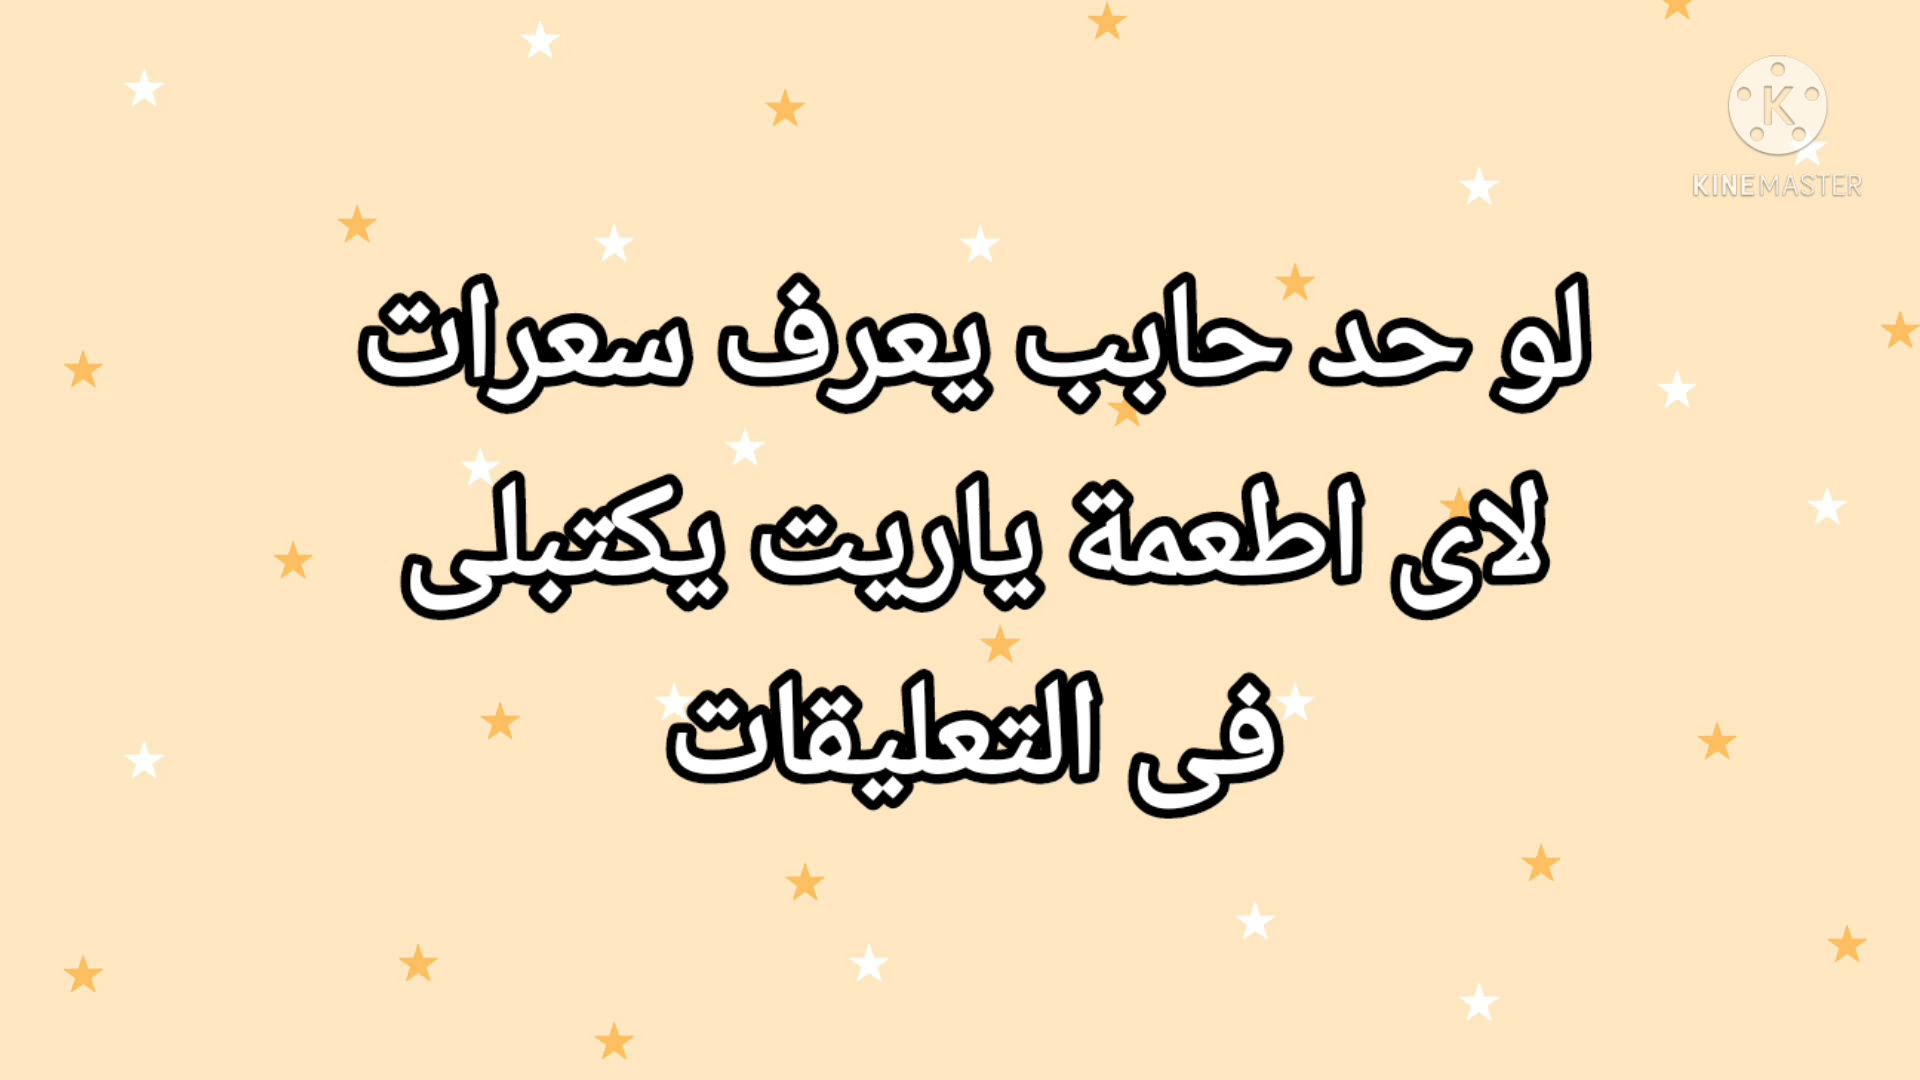 KINEMASTER
لو حد حابب يعرف سعرات
لاى اطعمة ياريت يكتبلى
فى التعليقات